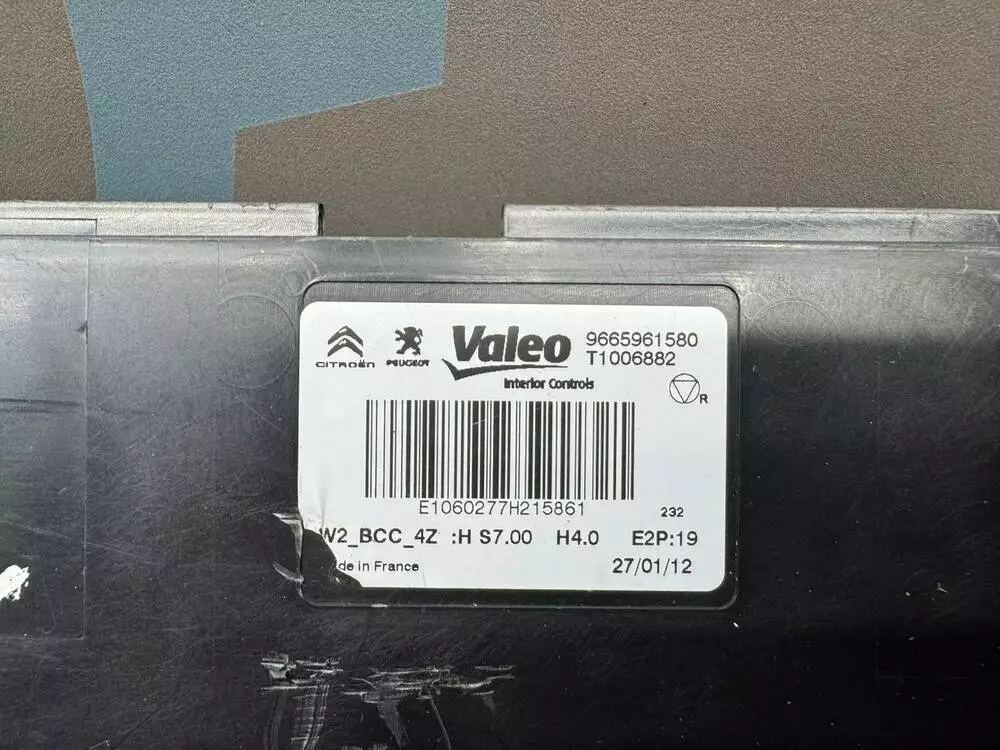 CITROËN PEUGEOT Valeo 9665961580
T1006882
Interior Controls
R
E1060277H215861
232
W2_BCC_4Z :H S7.00 H4.0 E2P:19
de in France 27/01/12